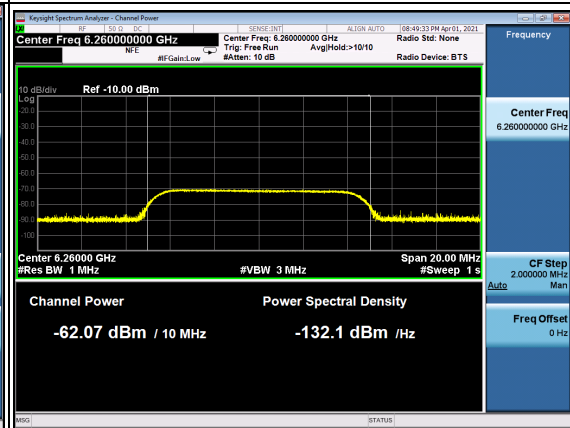 Keysight Spectrum Analyzer - Channel Power
RF 50 Ω DC SENSE:INT ALIGN AUTO 08:49:33 PM Apr 01, 2021
Center Freq 6.260000000 GHz Center Freq: 6.260000000 GHz Radio Std: None
NFE Trig: Free Run Avg|Hold:>10/10
#IFGain:Low #Atten: 10 dB Radio Device: BTS
Frequency
10 dB/div Ref -10.00 dBm
Log
-20.0
-30.0
-40.0
-50.0
-60.0
-70.0
-80.0
-90.0
-100
Center Freq
6.260000000 GHz
Center 6.26000 GHz Span 20.00 MHz
#Res BW 1 MHz #VBW 3 MHz #Sweep 1 s
CF Step
2.000000 MHz
Auto Man
Channel Power Power Spectral Density
-62.07 dBm / 10 MHz -132.1 dBm /Hz
Freq Offset
0 Hz
MSG STATUS